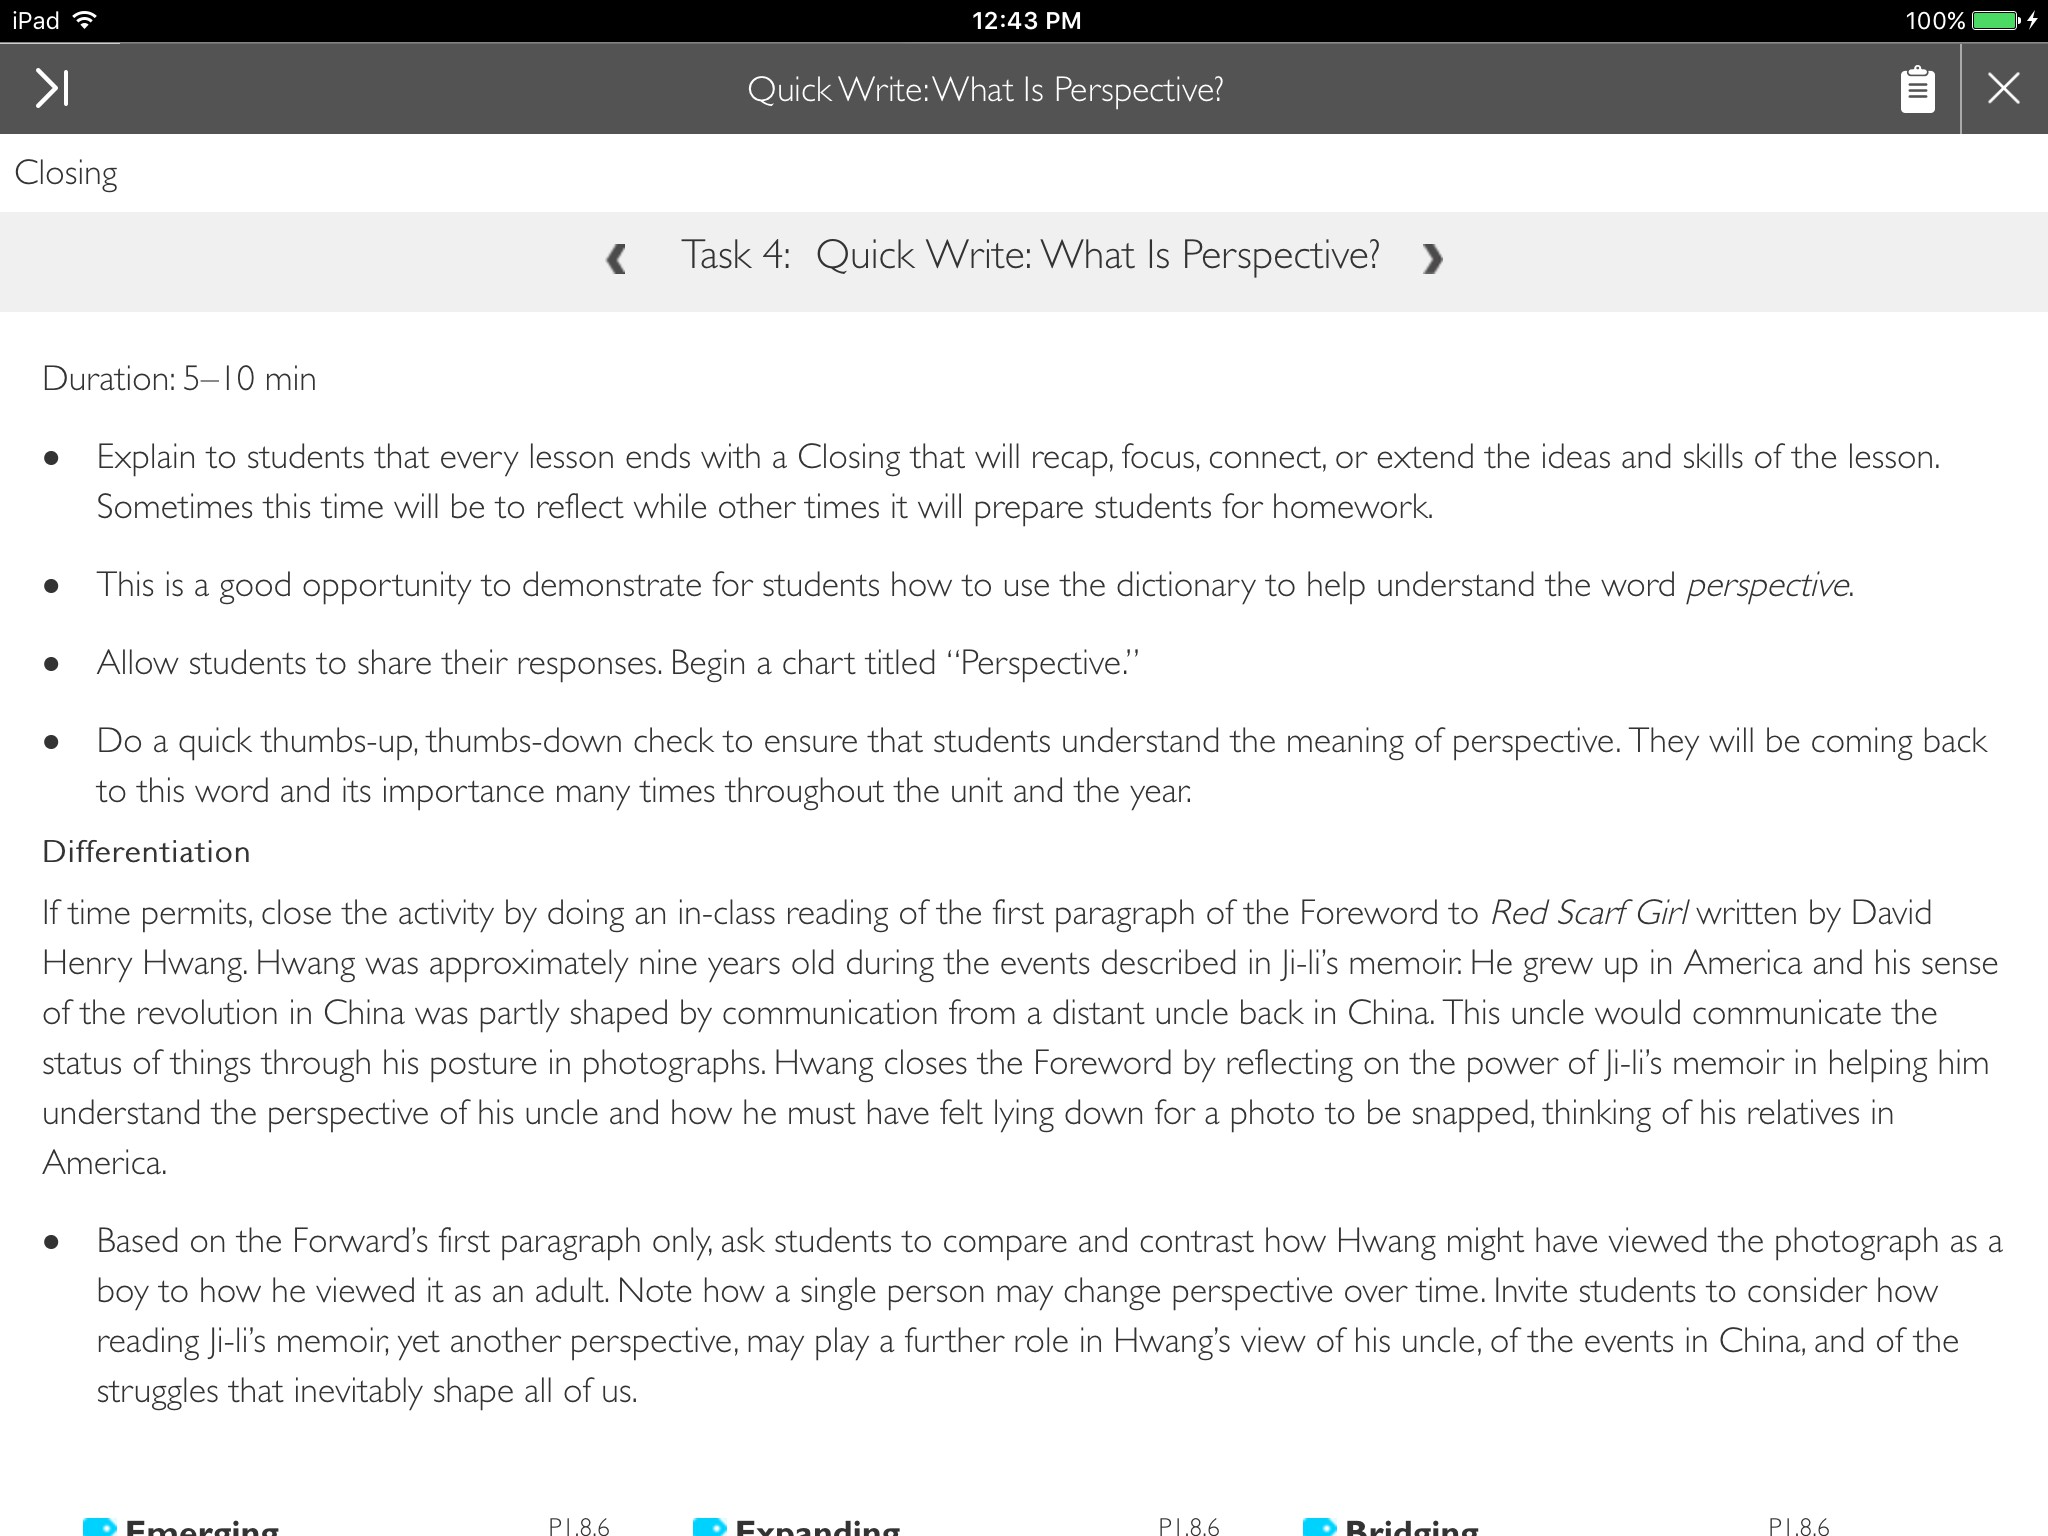 iPad 12:43 PM 100%
Quick Write: What Is Perspective?
Closing
Task 4: Quick Write: What Is Perspective?
Duration: 5–10 min
• Explain to students that every lesson ends with a Closing that will recap, focus, connect, or extend the ideas and skills of the lesson.
Sometimes this time will be to reflect while other times it will prepare students for homework.
• This is a good opportunity to demonstrate for students how to use the dictionary to help understand the word perspective.
• Allow students to share their responses. Begin a chart titled “Perspective.”
• Do a quick thumbs-up, thumbs-down check to ensure that students understand the meaning of perspective. They will be coming back
to this word and its importance many times throughout the unit and the year.
Differentiation
If time permits, close the activity by doing an in-class reading of the first paragraph of the Foreword to Red Scarf Girl written by David
Henry Hwang. Hwang was approximately nine years old during the events described in Ji-li’s memoir. He grew up in America and his sense
of the revolution in China was partly shaped by communication from a distant uncle back in China. This uncle would communicate the
status of things through his posture in photographs. Hwang closes the Foreword by reflecting on the power of Ji-li’s memoir in helping him
understand the perspective of his uncle and how he must have felt lying down for a photo to be snapped, thinking of his relatives in
America.
• Based on the Forward’s first paragraph only, ask students to compare and contrast how Hwang might have viewed the photograph as a
boy to how he viewed it as an adult. Note how a single person may change perspective over time. Invite students to consider how
reading Ji-li’s memoir, yet another perspective, may play a further role in Hwang’s view of his uncle, of the events in China, and of the
struggles that inevitably shape all of us.
Emerging P1.8.6 Expanding P1.8.6 Bridging P1.8.6